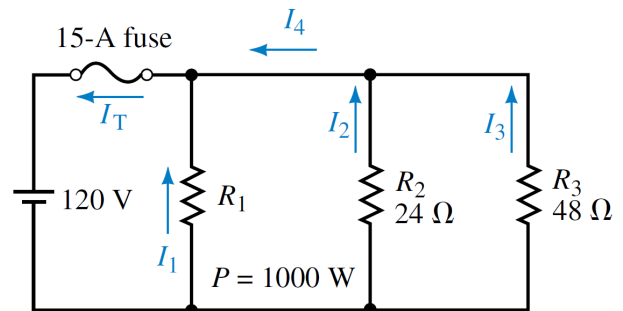 I4
15-A fuse
IT
I2
I3
120 V
R1
R2
24 Ω
R3
48 Ω
I1
P = 1000 W